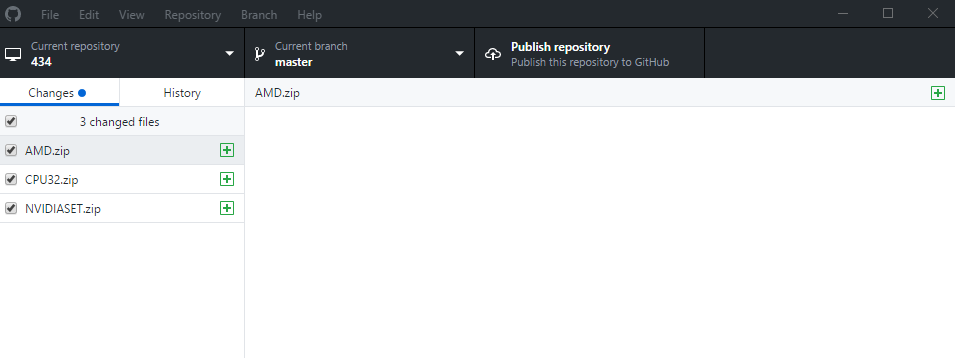 File Edit View Repository Branch Help
Current repository
434
Current branch
master
Publish repository
Publish this repository to GitHub
Changes
History
AMD.zip
3 changed files
AMD.zip
CPU32.zip
NVIDIASET.zip